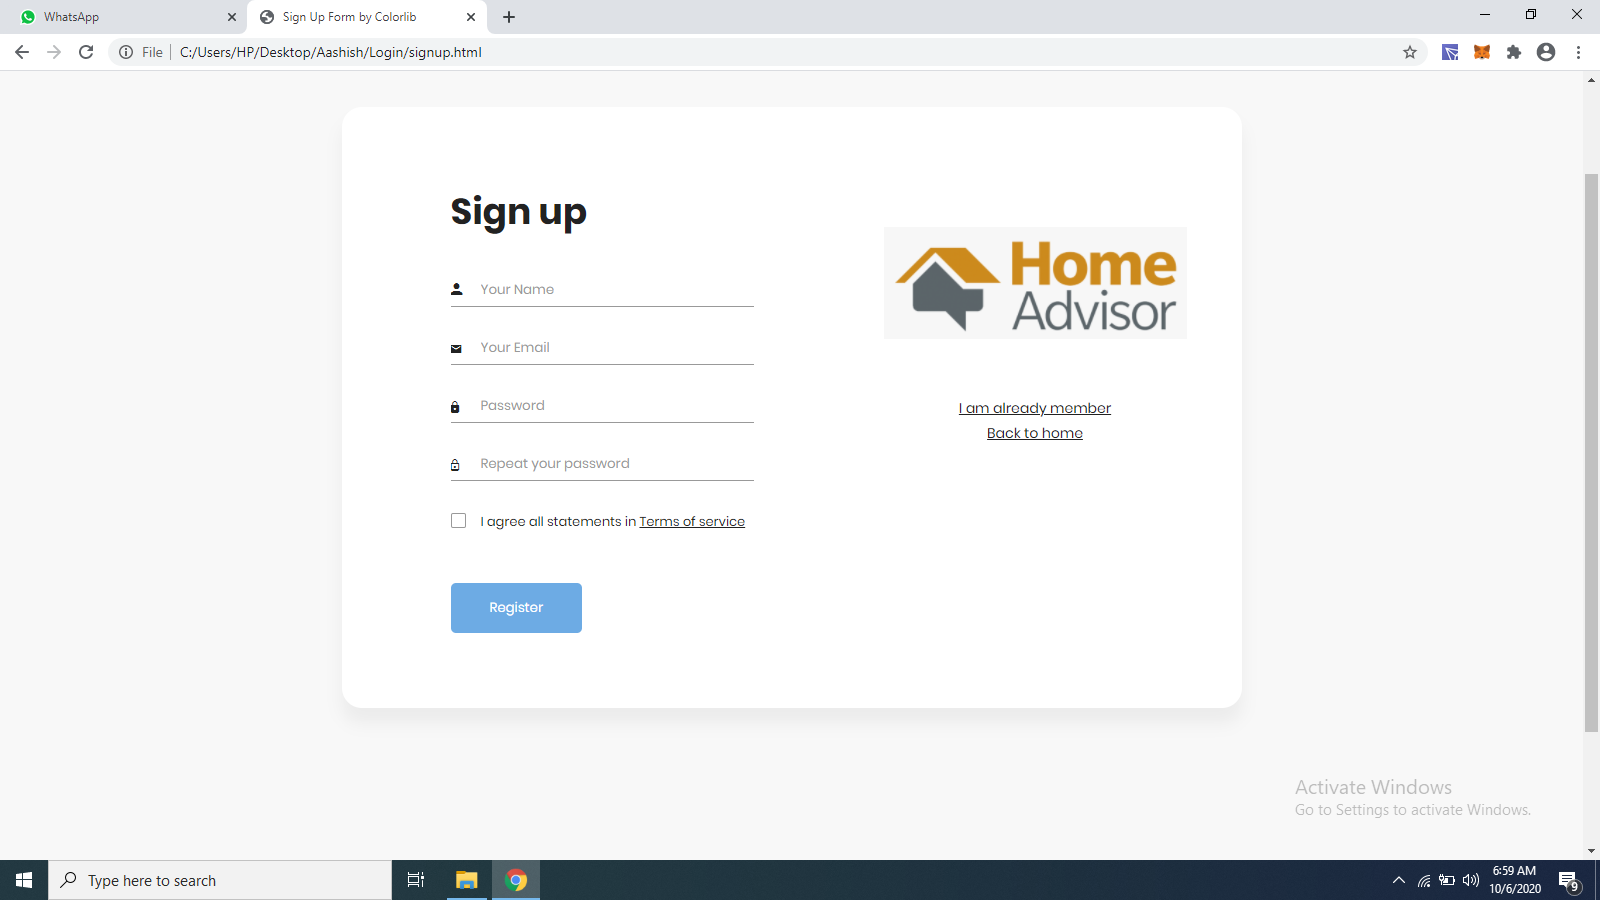 WhatsApp
Sign Up Form by Colorlib
File
C:/Users/HP/Desktop/Aashish/Login/signup.html
Sign up
Your Name
Your Email
Password
Repeat your password
I agree all statements in Terms of service
Register
Home
Advisor
I am already member
Back to home
Activate Windows
Go to Settings to activate Windows.
Type here to search
6:59 AM
10/6/2020
9